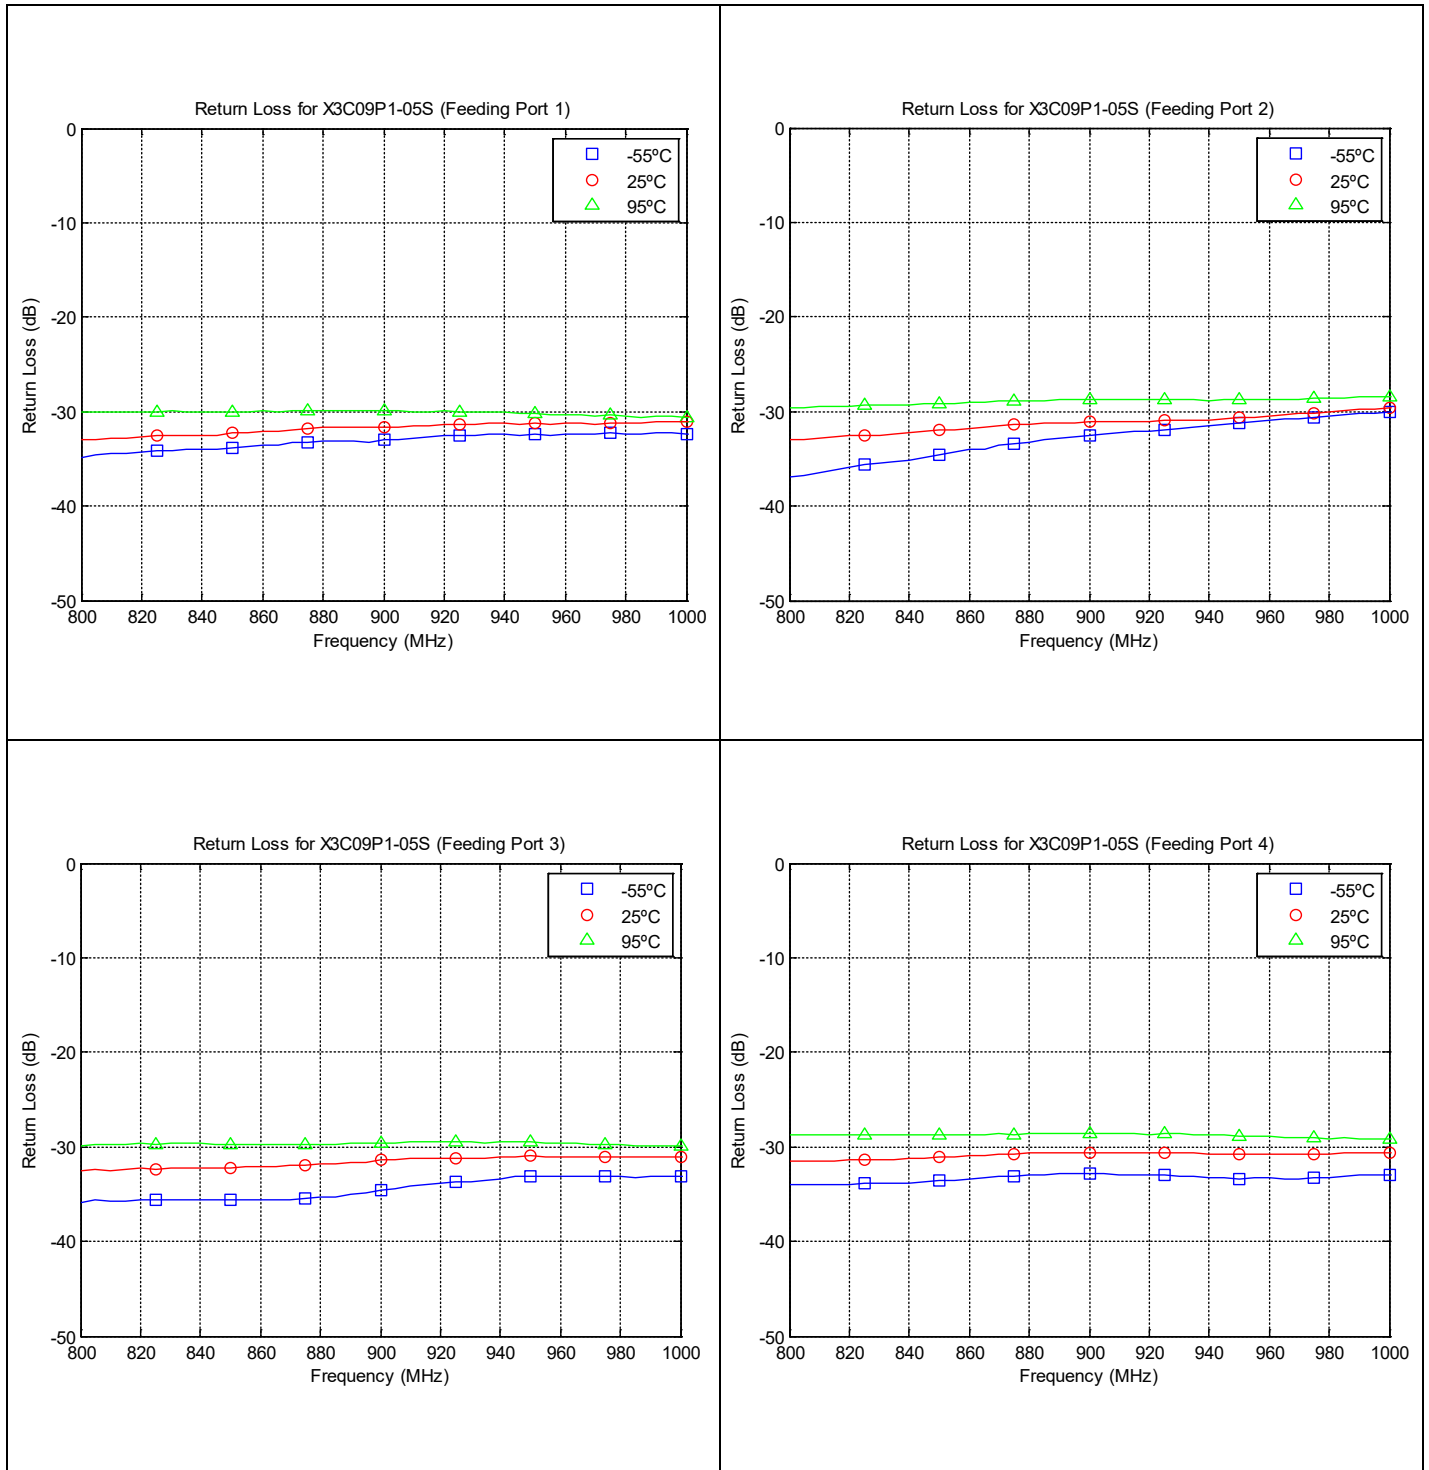 Return Loss for X3C09P1-05S (Feeding Port 1)
0
-10
-20
-30
-40
-50
Return Loss (dB)
800 820 840 860 880 900 920 940 960 980 1000
Frequency (MHz)
-55ºC
25ºC
95ºC
Return Loss for X3C09P1-05S (Feeding Port 2)
0
-10
-20
-30
-40
-50
Return Loss (dB)
800 820 840 860 880 900 920 940 960 980 1000
Frequency (MHz)
-55ºC
25ºC
95ºC
Return Loss for X3C09P1-05S (Feeding Port 3)
0
-10
-20
-30
-40
-50
Return Loss (dB)
800 820 840 860 880 900 920 940 960 980 1000
Frequency (MHz)
-55ºC
25ºC
95ºC
Return Loss for X3C09P1-05S (Feeding Port 4)
0
-10
-20
-30
-40
-50
Return Loss (dB)
800 820 840 860 880 900 920 940 960 980 1000
Frequency (MHz)
-55ºC
25ºC
95ºC